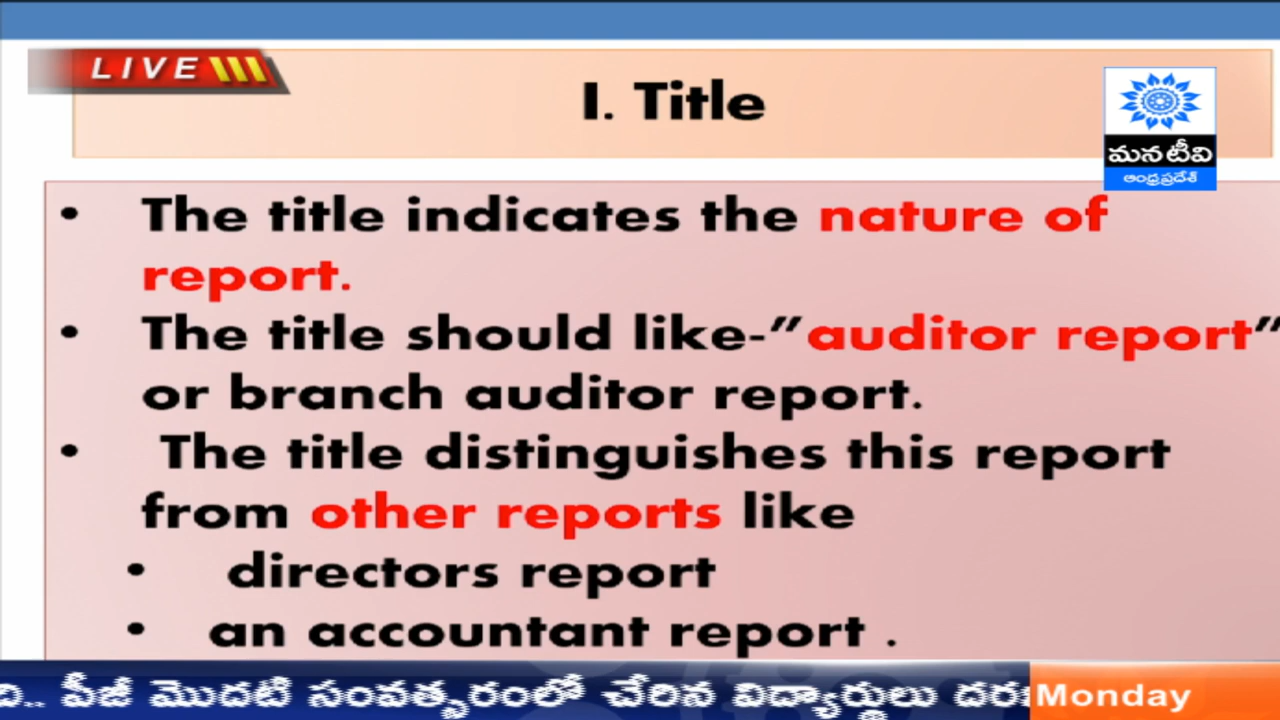 LIVE
I. Title
మన టీవి
ఆంధ్రప్రదేశ్
• The title indicates the nature of
report.
• The title should like-”auditor report”
or branch auditor report.
• The title distinguishes this report
from other reports like
• directors report
• an accountant report .
వి.. పీజీ మొదటి సంవత్సరంలో చేరిన విద్యార్థులు
Monday